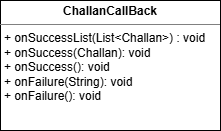 ChallanCallBack
+ onSuccessList(List<Challan>) : void
+ onSuccess(Challan): void
+ onSuccess(): void
+ onFailure(String): void
+ onFailure(): void